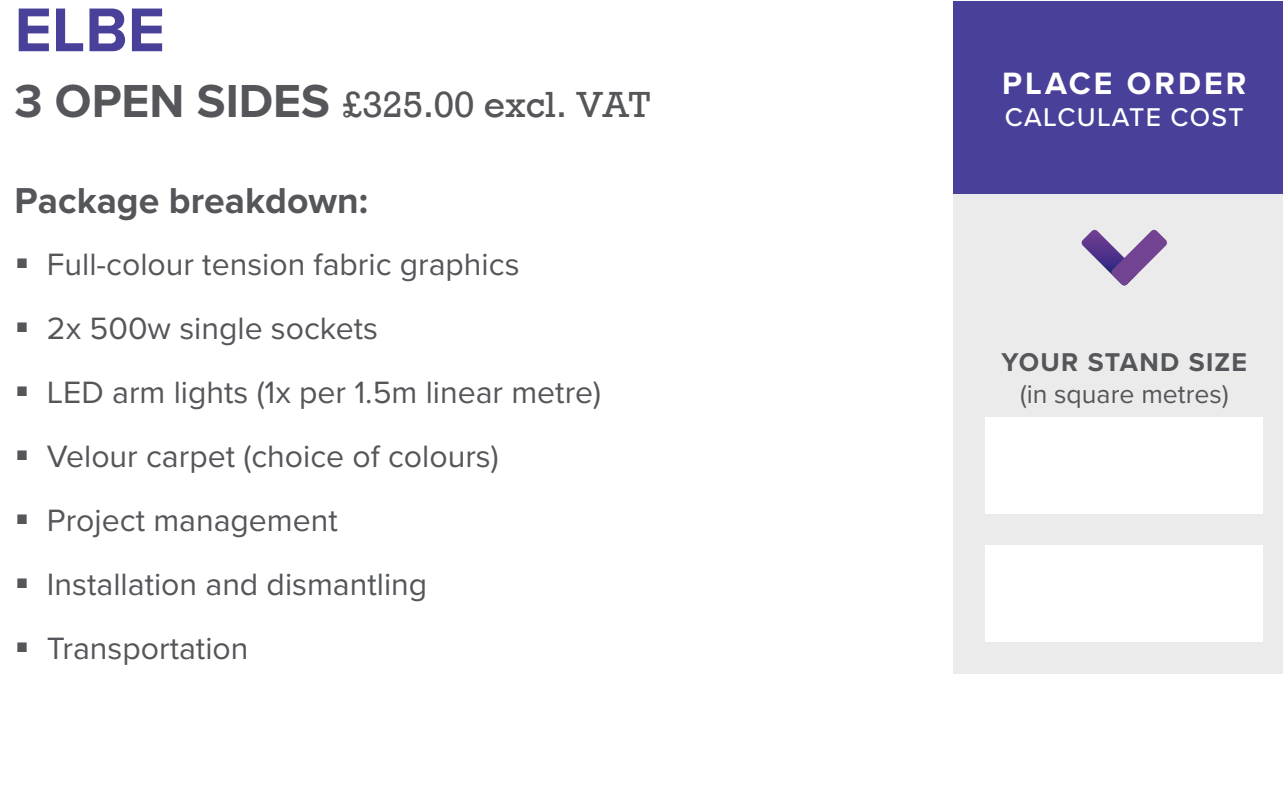 ELBE
3 OPEN SIDES £325.00 excl. VAT
Package breakdown:
▪ Full-colour tension fabric graphics
▪ 2x 500w single sockets
▪ LED arm lights (1x per 1.5m linear metre)
▪ Velour carpet (choice of colours)
▪ Project management
▪ Installation and dismantling
▪ Transportation
PLACE ORDER
CALCULATE COST
YOUR STAND SIZE
(in square metres)